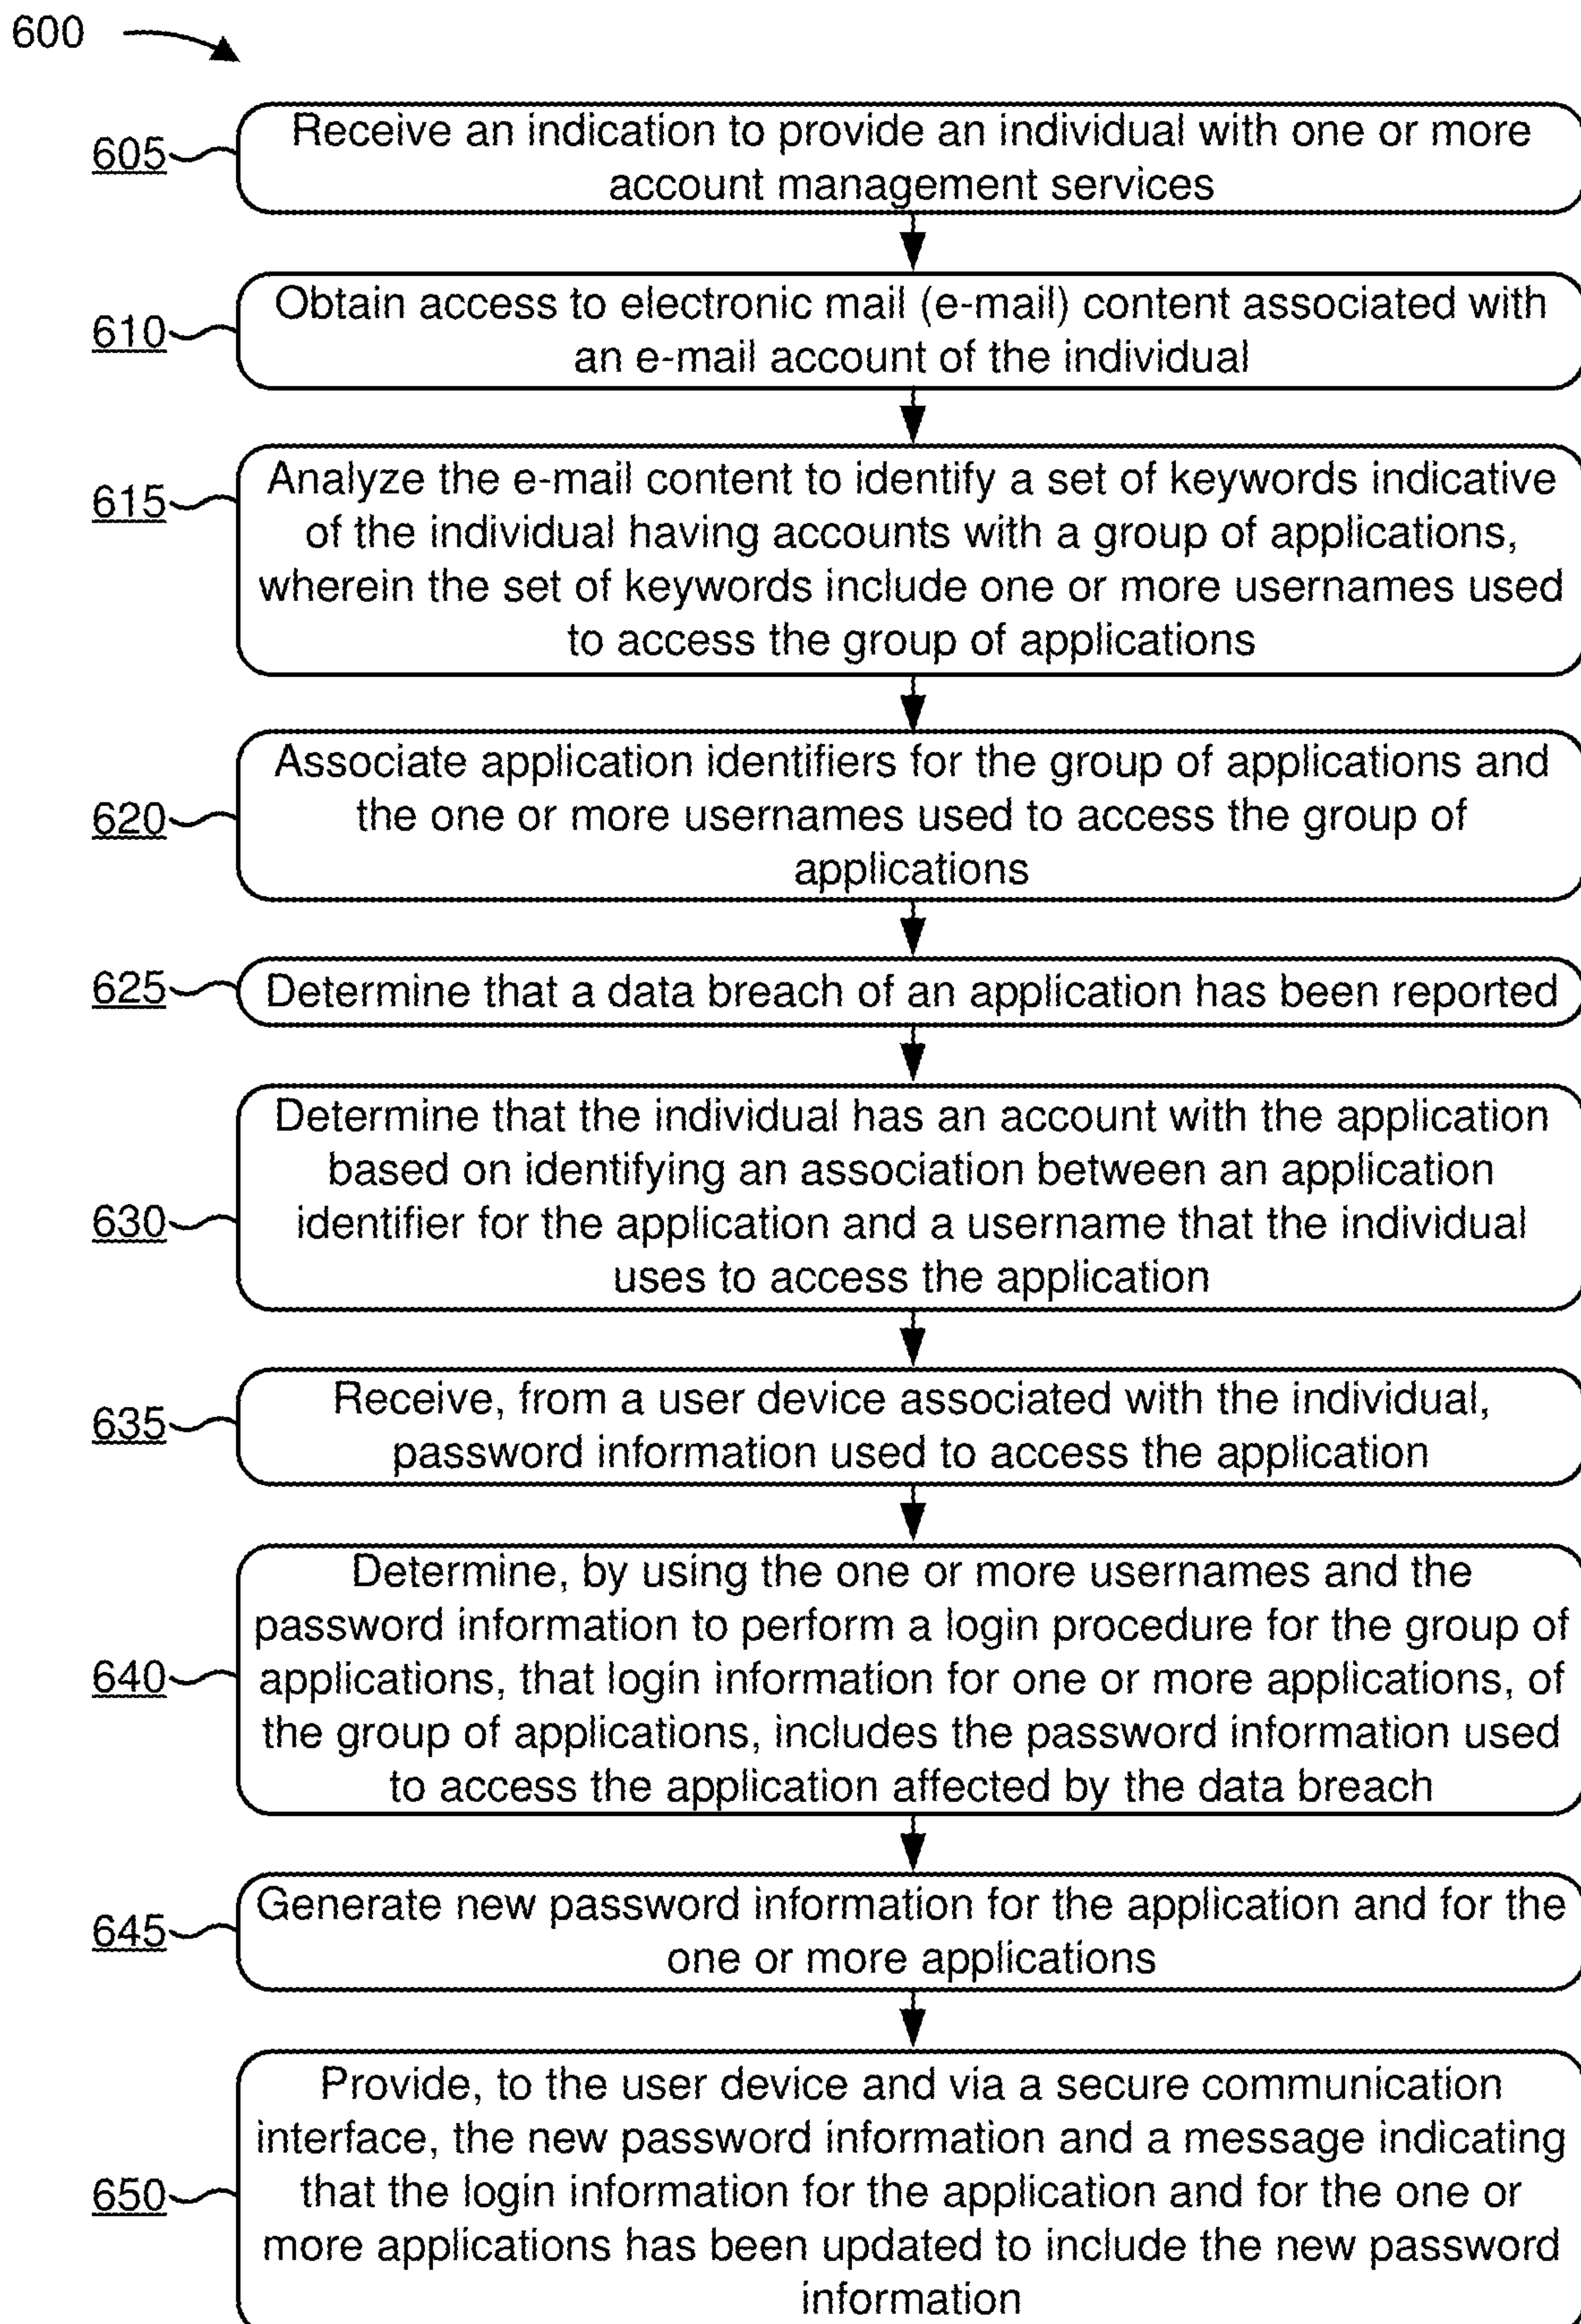 600
605
Receive an indication to provide an individual with one or more
account management services
610
Obtain access to electronic mail (e-mail) content associated with
an e-mail account of the individual
615
Analyze the e-mail content to identify a set of keywords indicative
of the individual having accounts with a group of applications,
wherein the set of keywords include one or more usernames used
to access the group of applications
620
Associate application identifiers for the group of applications and
the one or more usernames used to access the group of
applications
625
Determine that a data breach of an application has been reported
630
Determine that the individual has an account with the application
based on identifying an association between an application
identifier for the application and a username that the individual
uses to access the application
635
Receive, from a user device associated with the individual,
password information used to access the application
640
Determine, by using the one or more usernames and the
password information to perform a login procedure for the group of
applications, that login information for one or more applications, of
the group of applications, includes the password information used
to access the application affected by the data breach
645
Generate new password information for the application and for the
one or more applications
650
Provide, to the user device and via a secure communication
interface, the new password information and a message indicating
that the login information for the application and for the one or
more applications has been updated to include the new password
information